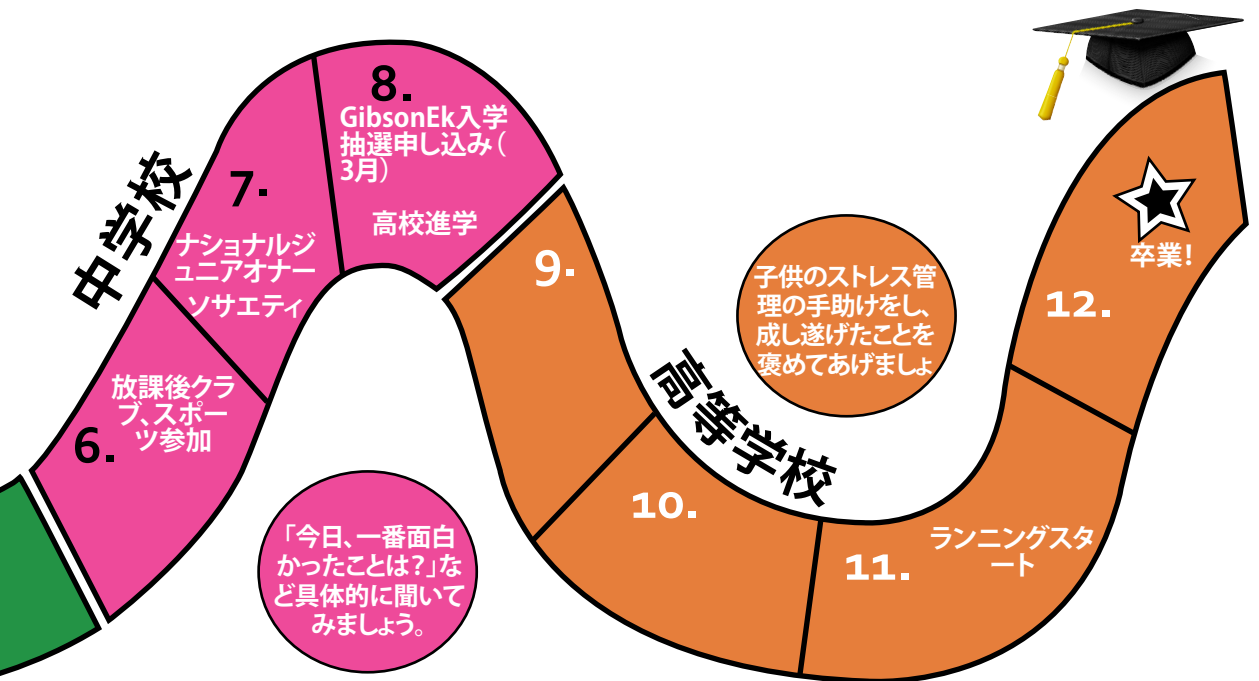 中学校
6.
放課後クラ
ブ、スポー
ツ参加
7.
ナショナルジ
ュニアオナー
ソサエティ
8.
GibsonEk入学
抽選申し込み(
3月)
高校進学
「今日、一番面白
かったことは?」な
ど具体的に聞いて
みましょう。
高等学校
9.
10.
11.
ランニングスタ
ート
12.
卒業!
子供のストレス管
理の手助けをし、
成し遂げたことを
褒めてあげましょ